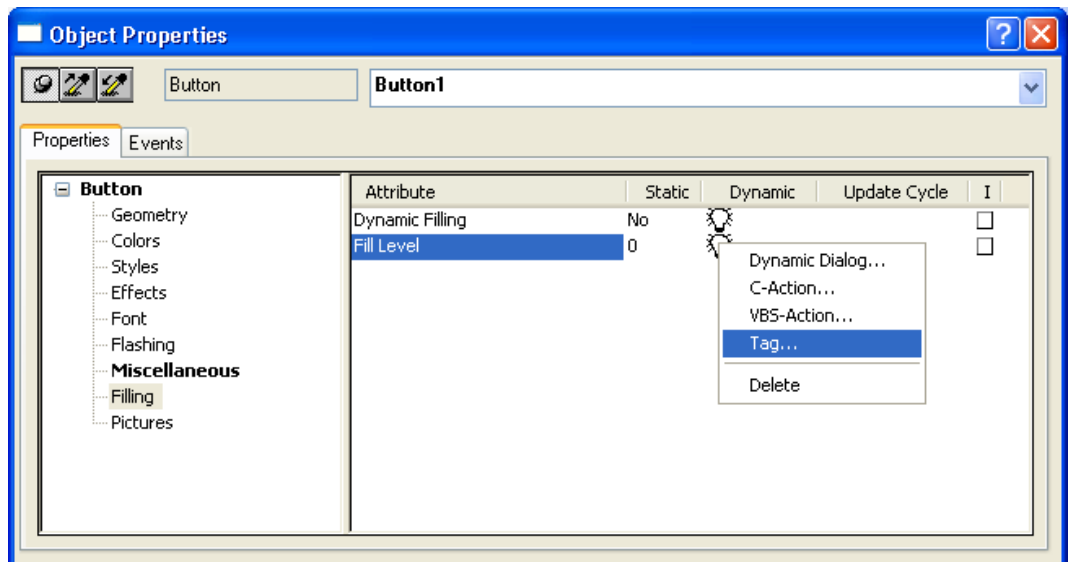 Object Properties
Button Button1
Properties Events
Button
Geometry
Colors
Styles
Effects
Font
Flashing
Miscellaneous
Filling
Pictures
Attribute Static Dynamic Update Cycle I
Dynamic Filling No
Fill Level 0
Dynamic Dialog...
C-Action...
VBS-Action...
Tag...
Delete